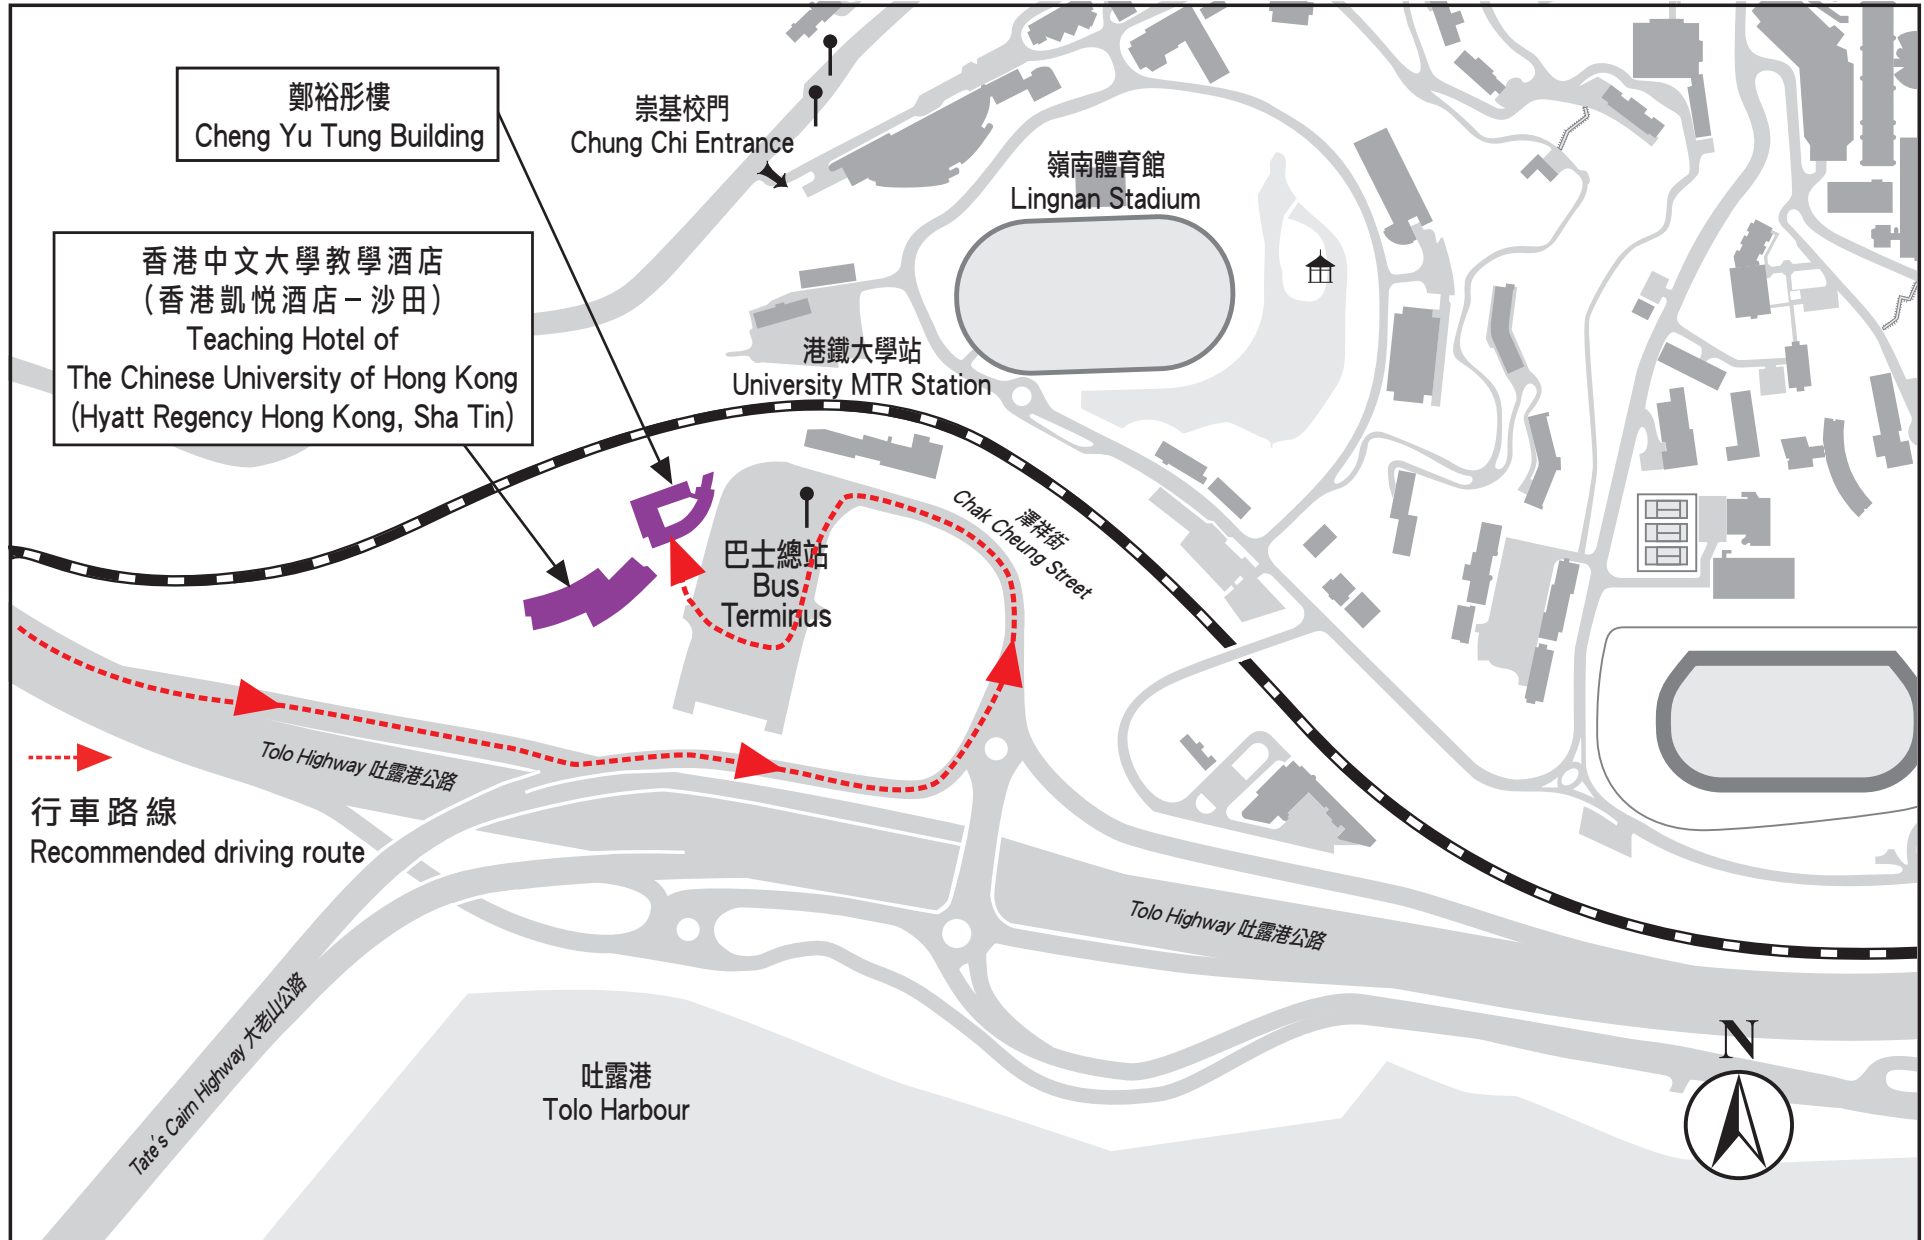 鄭裕彤樓
Cheng Yu Tung Building
崇基校門
Chung Chi Entrance
嶺南體育館
Lingnan Stadium
香港中文大學教學酒店
（香港凱悦酒店－沙田）
Teaching Hotel of
The Chinese University of Hong Kong
(Hyatt Regency Hong Kong, Sha Tin)
港鐵大學站
University MTR Station
澤祥街
Chak Cheung Street
巴士總站
Bus
Terminus
Tolo Highway 吐露港公路
行車路線
Recommended driving route
Tolo Highway 吐露港公路
Tate's Cairn Highway 大老山公路
吐露港
Tolo Harbour
N